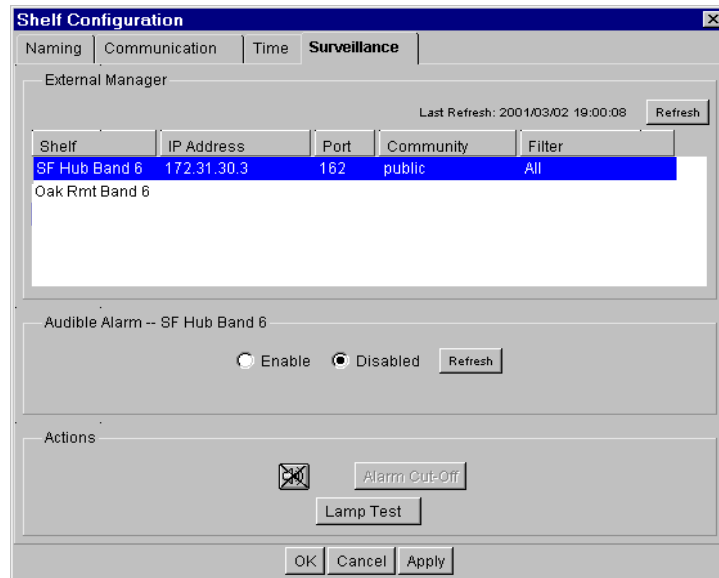 Shelf Configuration
Naming Communication Time Surveillance
External Manager
Last Refresh: 2001/03/02 19:00:08 Refresh
Shelf IP Address Port Community Filter
SF Hub Band 6 172.31.30.3 162 public All
Oak Rmt Band 6
Audible Alarm -- SF Hub Band 6
Enable Disabled Refresh
Actions
Alarm Cut-Off
Lamp Test
OK Cancel Apply